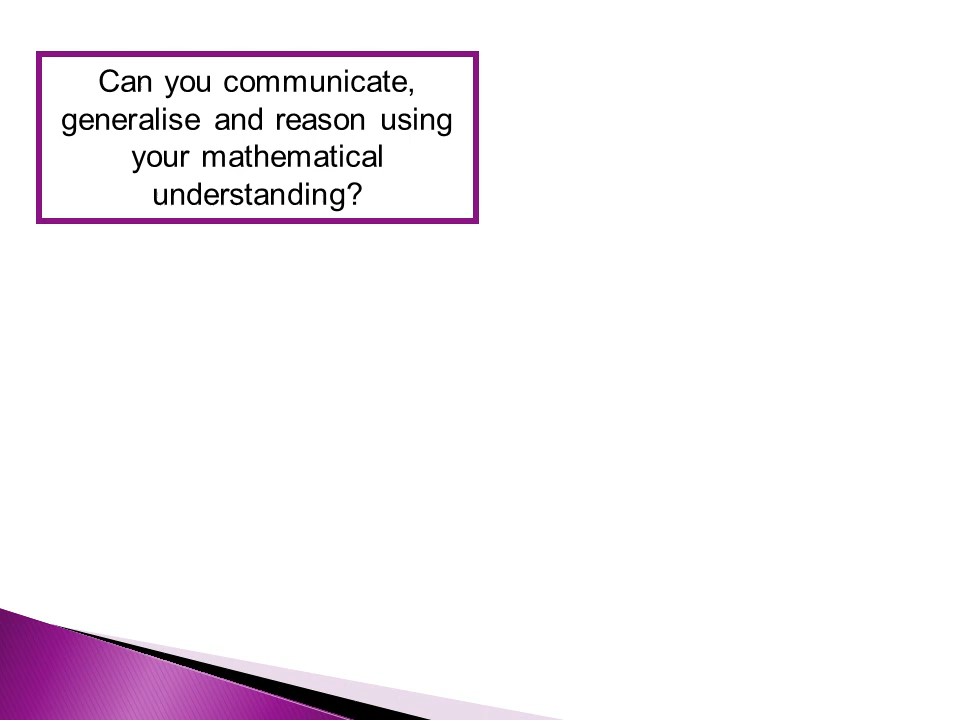 Can you communicate,
generalise and reason using
your mathematical
understanding?